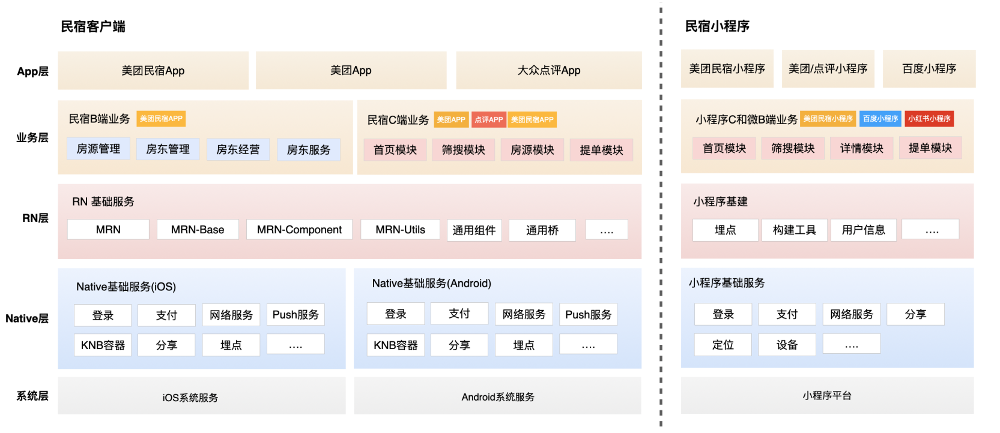 民宿客户端
民宿小程序
App层
美团民宿App
美团App
大众点评App
美团民宿小程序
美团/点评小程序
百度小程序
业务层
民宿B端业务
美团民宿APP
房源管理
房东管理
房东经营
房东服务
民宿C端业务
美团APP
点评APP
美团民宿APP
首页模块
筛搜模块
房源模块
提单模块
小程序C和微B端业务
美团民宿小程序
百度小程序
小红书小程序
首页模块
筛搜模块
详情模块
提单模块
RN层
RN 基础服务
MRN
MRN-Base
MRN-Component
MRN-Utils
通用组件
通用桥
....
小程序基建
埋点
构建工具
用户信息
....
Native层
Native基础服务(iOS)
登录
支付
网络服务
Push服务
KNB容器
分享
埋点
....
Native基础服务(Android)
登录
支付
网络服务
Push服务
KNB容器
分享
埋点
....
小程序基础服务
登录
支付
网络服务
分享
定位
设备
....
系统层
iOS系统服务
Android系统服务
小程序平台